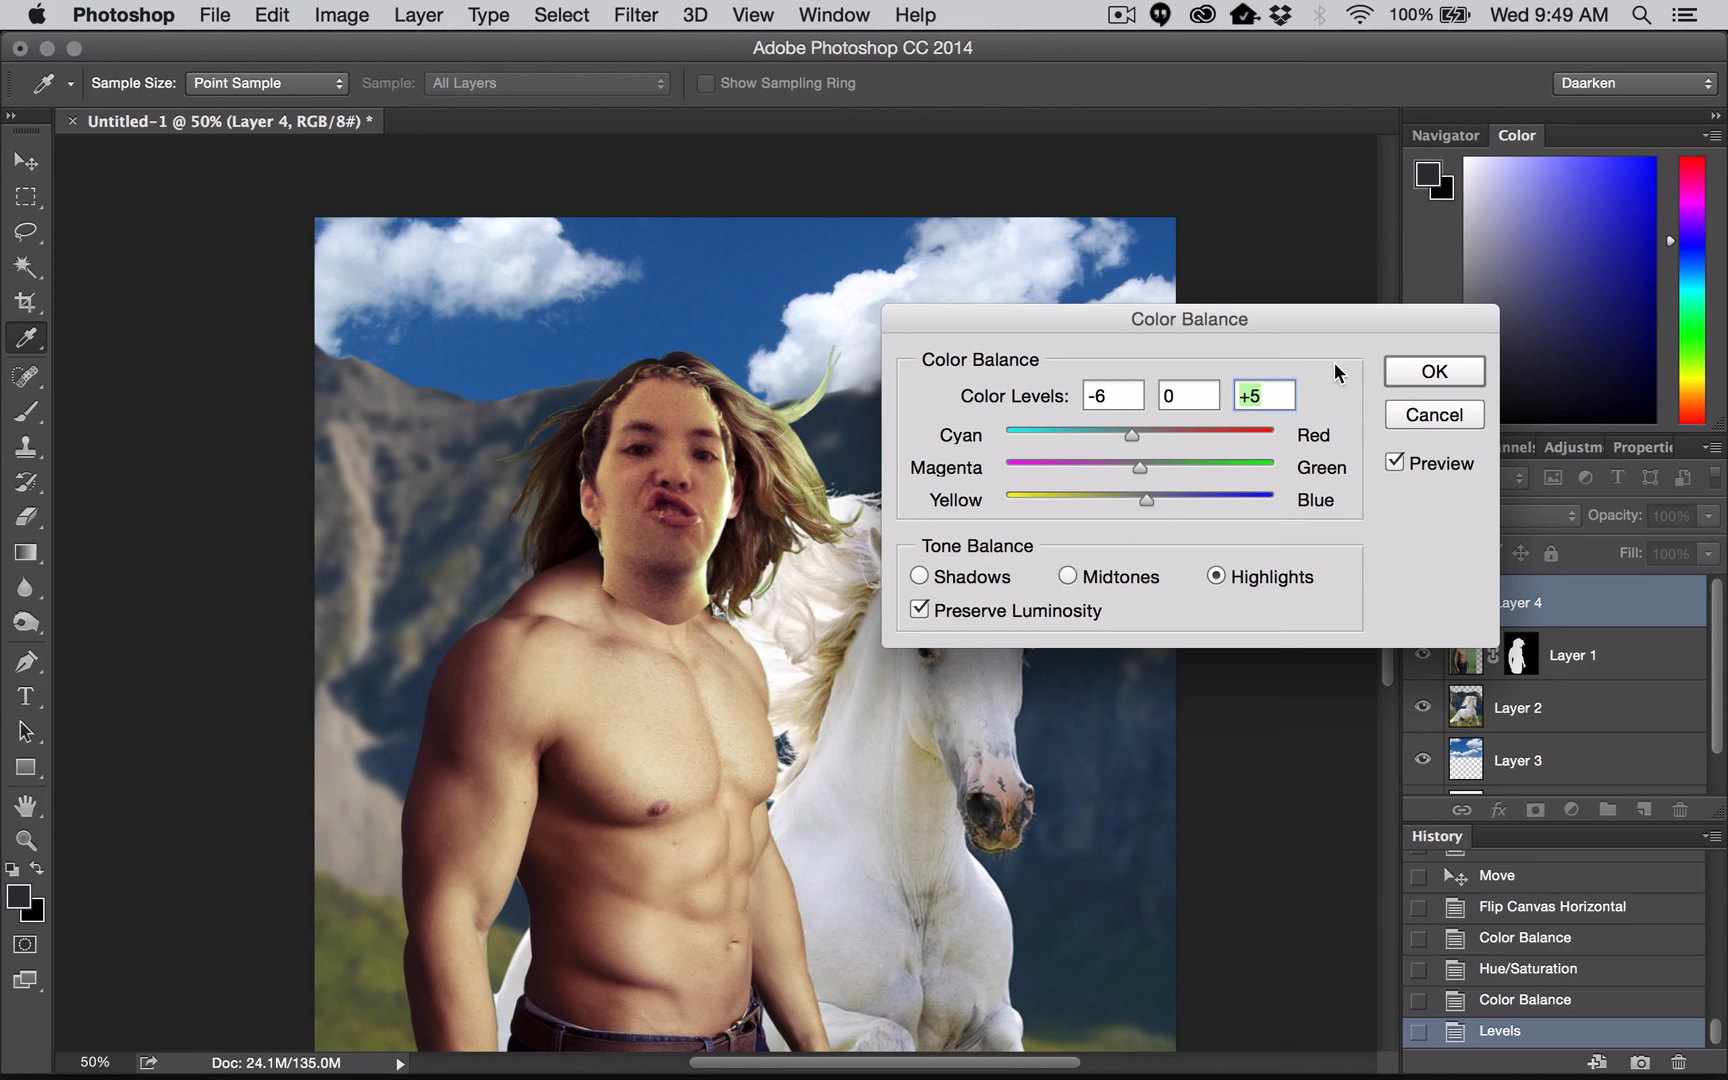 Photoshop File Edit Image Layer Type Select Filter 3D View Window Help 100% Wed 9:49 AM
Adobe Photoshop CC 2014
Sample Size: Point Sample Sample: All Layers Show Sampling Ring Daarken
× Untitled-1 @ 50% (Layer 4, RGB/8#) *
Navigator Color
Color Balance
Color Balance
Color Levels: -6 0 +5
Cyan Red
Magenta Green
Yellow Blue
Tone Balance
Shadows Midtones Highlights
Preserve Luminosity
OK
Cancel
Preview
nnels Adjustm Properti
Opacity: 100%
Fill: 100%
ayer 4
Layer 1
Layer 2
Layer 3
History
Move
Flip Canvas Horizontal
Color Balance
Hue/Saturation
Color Balance
Levels
50% Doc: 24.1M/135.0M